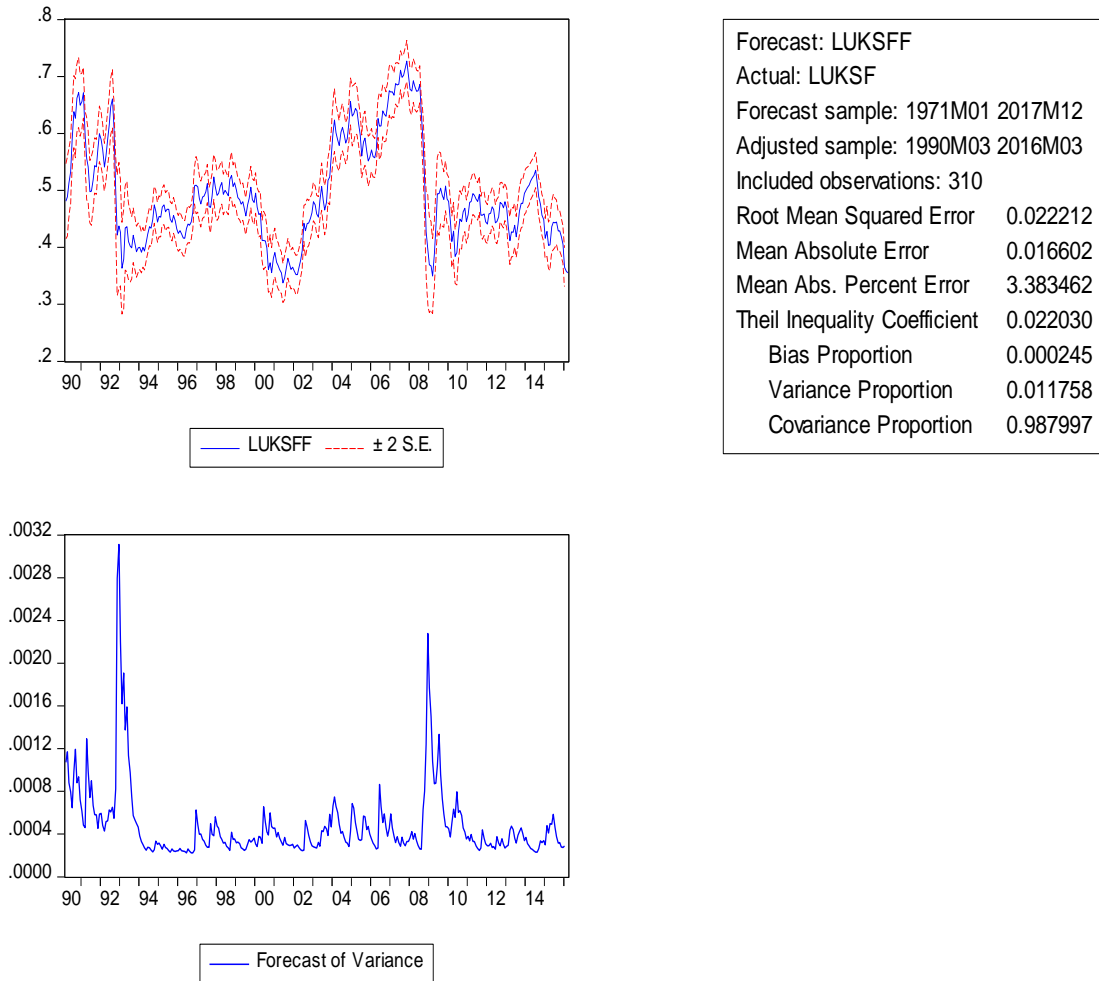 .8
.7
.6
.5
.4
.3
.2
90 92 94 96 98 00 02 04 06 08 10 12 14
LUKSFF ± 2 S.E.
Forecast: LUKSFF
Actual: LUKSF
Forecast sample: 1971M01 2017M12
Adjusted sample: 1990M03 2016M03
Included observations: 310
Root Mean Squared Error 0.022212
Mean Absolute Error 0.016602
Mean Abs. Percent Error 3.383462
Theil Inequality Coefficient 0.022030
Bias Proportion 0.000245
Variance Proportion 0.011758
Covariance Proportion 0.987997
.0032
.0028
.0024
.0020
.0016
.0012
.0008
.0004
.0000
90 92 94 96 98 00 02 04 06 08 10 12 14
Forecast of Variance